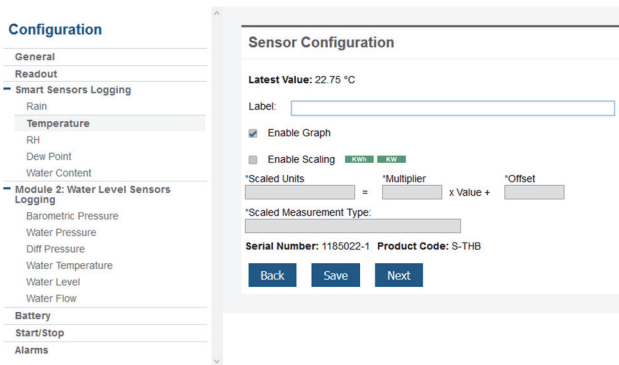 Configuration
General
Readout
Smart Sensors Logging
Rain
Temperature
RH
Dew Point
Water Content
Module 2: Water Level Sensors
Logging
Barometric Pressure
Water Pressure
Diff Pressure
Water Temperature
Water Level
Water Flow
Battery
Start/Stop
Alarms
Sensor Configuration
Latest Value: 22.75 °C
Label:
Enable Graph
Enable Scaling KWh KW
*Scaled Units *Multiplier *Offset
= x Value +
*Scaled Measurement Type:
Serial Number: 1185022-1 Product Code: S-THB
Back Save Next